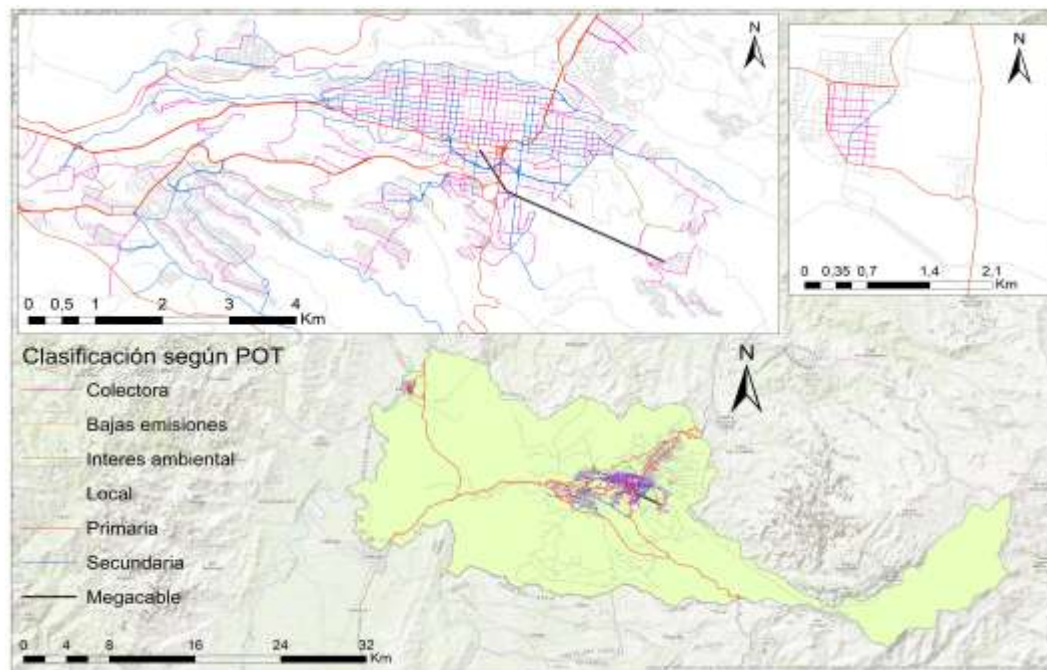 N
0 0,5 1 2 3 4
Km
N
0 0,35 0,7 1,4 2,1
Km
Clasificación según POT
Colectora
Bajas emisiones
Interes ambiental
Local
Primaria
Secundaria
Megacable
N
0 4 8 16 24 32
Km